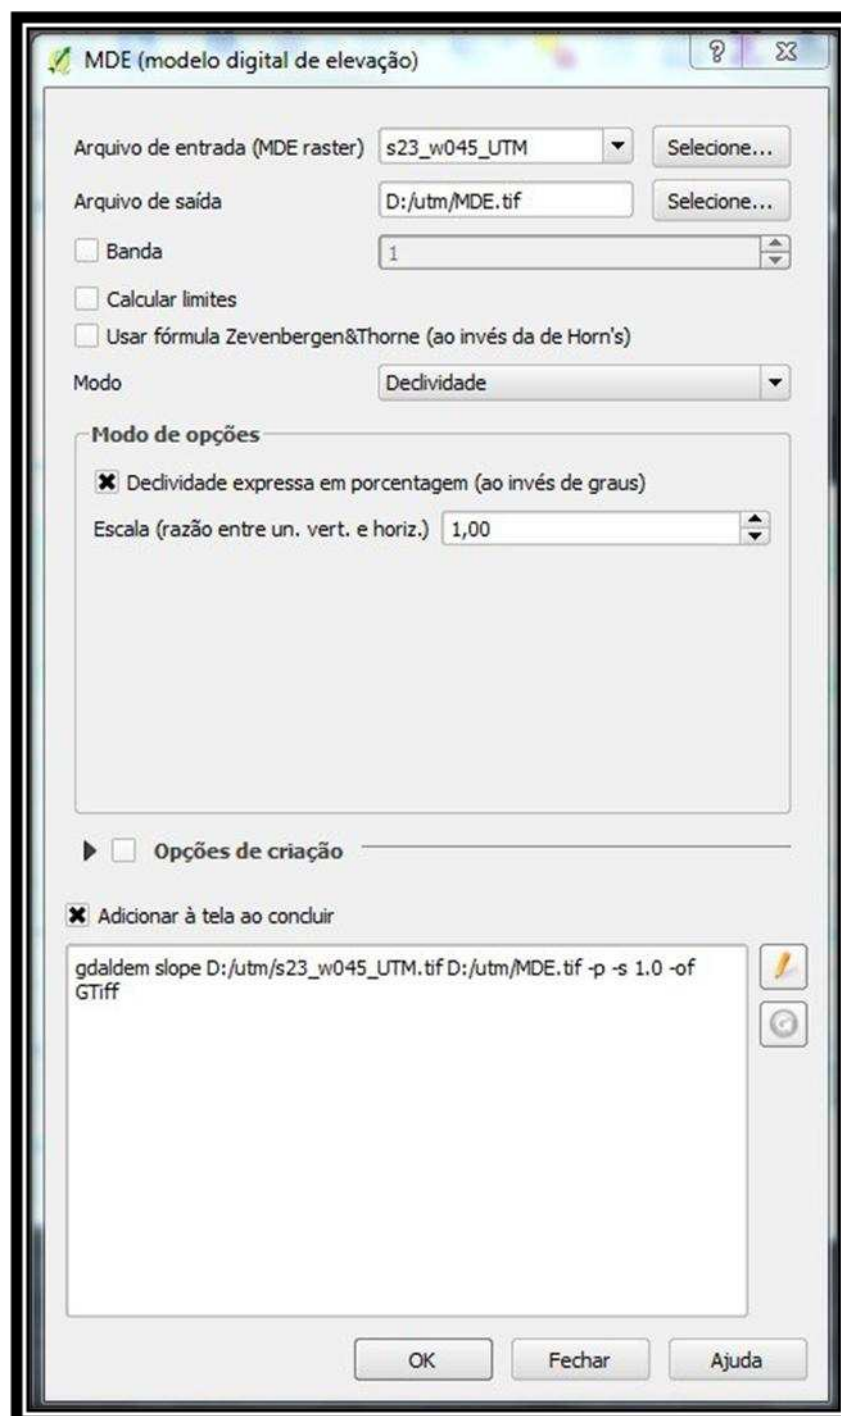 MDE (modelo digital de elevação)
Arquivo de entrada (MDE raster) s23_w045_UTM Selecione...
Arquivo de saída D:/utm/MDE.tif Selecione...
Banda 1
Calcular limites
Usar fórmula Zevenbergen&Thorne (ao invés da de Horn's)
Modo Declividade
Modo de opções
Declividade expressa em porcentagem (ao invés de graus)
Escala (razão entre un. vert. e horiz.) 1,00
Opções de criação
Adicionar à tela ao concluir
gdaldem slope D:/utm/s23_w045_UTM.tif D:/utm/MDE.tif -p -s 1.0 -of
GTiff
OK Fechar Ajuda